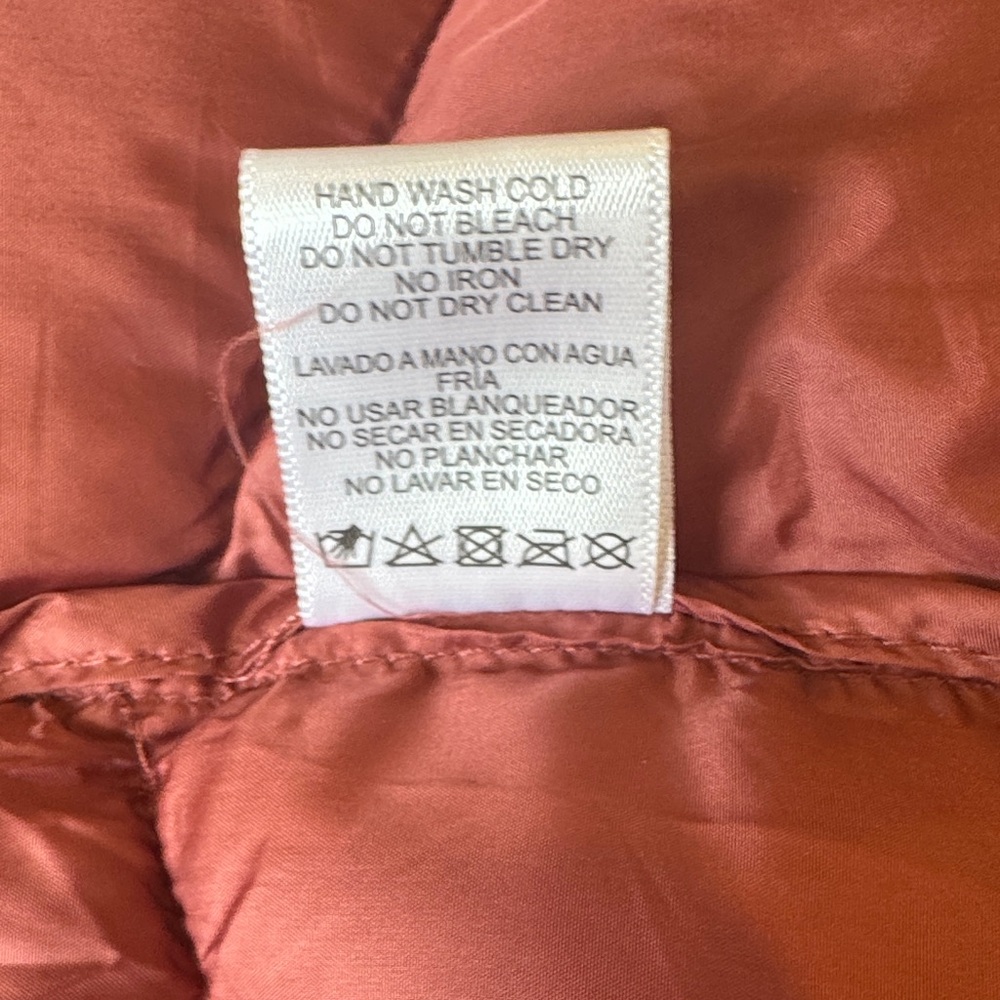 HAND WASH COLD
DO NOT BLEACH
DO NOT TUMBLE DRY
NO IRON
DO NOT DRY CLEAN
LAVADO A MANO CON AGUA
FRÍA
NO USAR BLANQUEADOR
NO SECAR EN SECADORA
NO PLANCHAR
NO LAVAR EN SECO